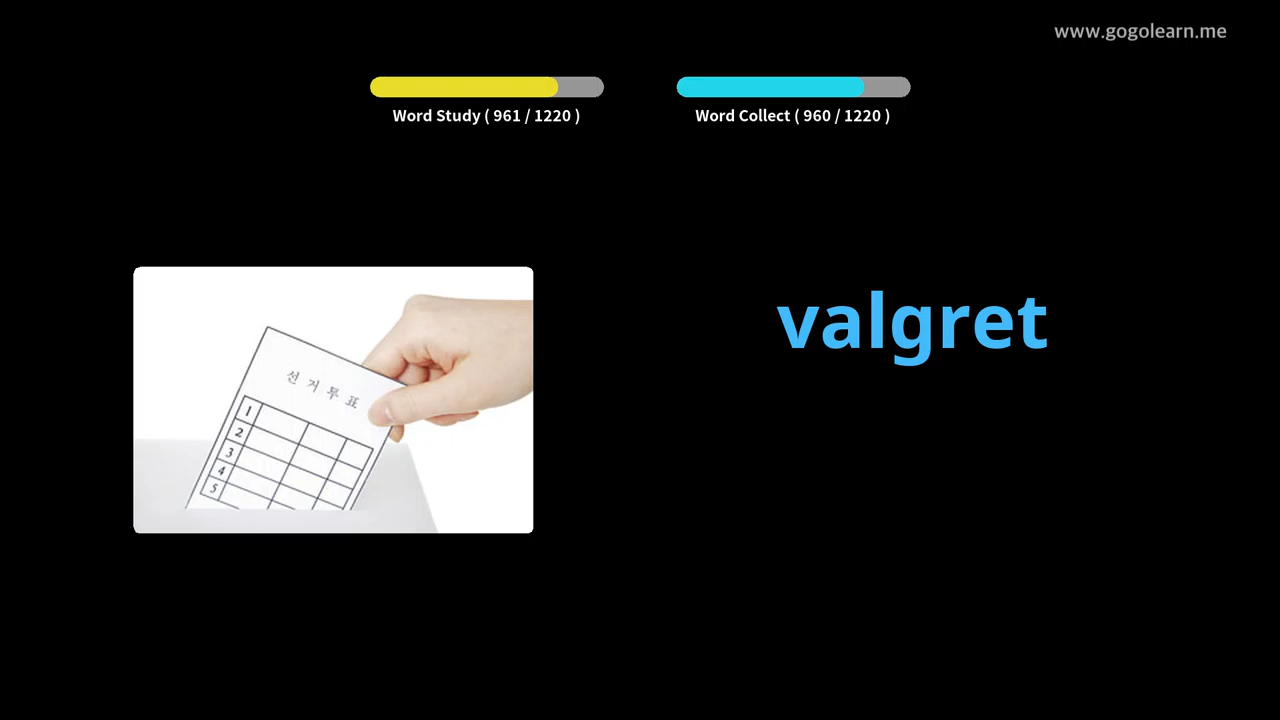 www.gogolearn.me
Word Study ( 961 / 1220 )
Word Collect ( 960 / 1220 )
valgret
선거투표
1
2
3
4
5